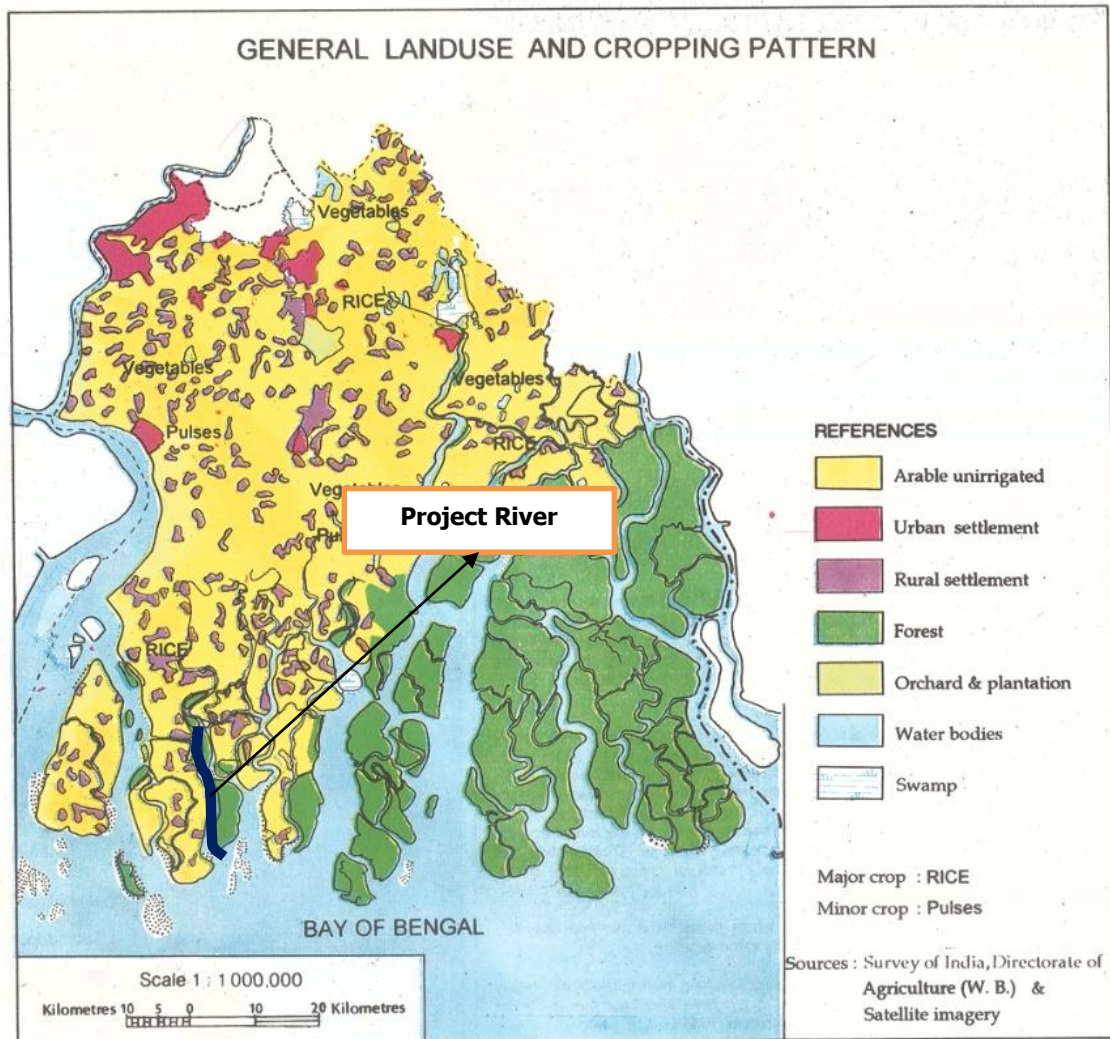 GENERAL LANDUSE AND CROPPING PATTERN
Vegetables
RICE
Vegetables
Vegetables
Pulses
RICE
Project River
RICE
BAY OF BENGAL
REFERENCES
Arable unirrigated
Urban settlement
Rural settlement
Forest
Orchard & plantation
Water bodies
Swamp
Major crop : RICE
Minor crop : Pulses
Sources : Survey of India, Directorate of
Agriculture (W. B.) &
Satellite imagery
Scale 1 : 1 000,000
Kilometres 10 5 0 10 20 Kilometres